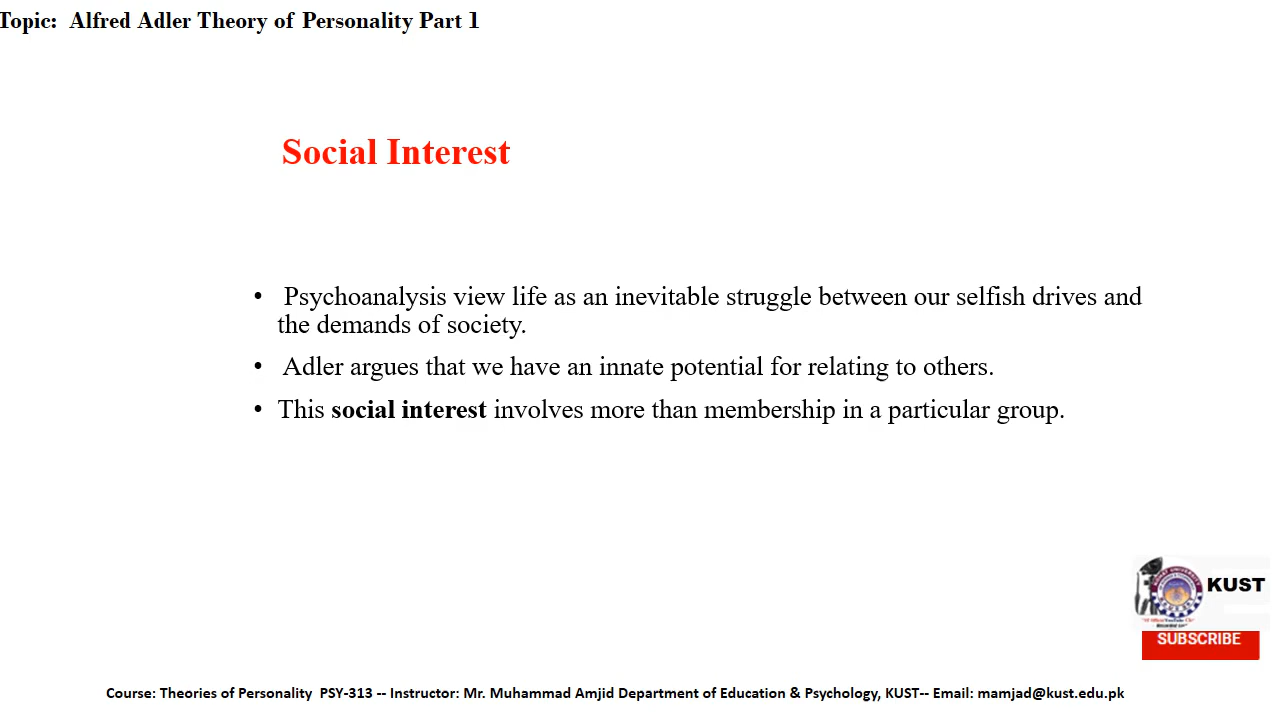 Topic: Alfred Adler Theory of Personality Part 1
Social Interest
• Psychoanalysis view life as an inevitable struggle between our selfish drives and
the demands of society.
• Adler argues that we have an innate potential for relating to others.
• This social interest involves more than membership in a particular group.
KUST
SUBSCRIBE
Course: Theories of Personality PSY-313 -- Instructor: Mr. Muhammad Amjid Department of Education & Psychology, KUST-- Email: mamjad@kust.edu.pk